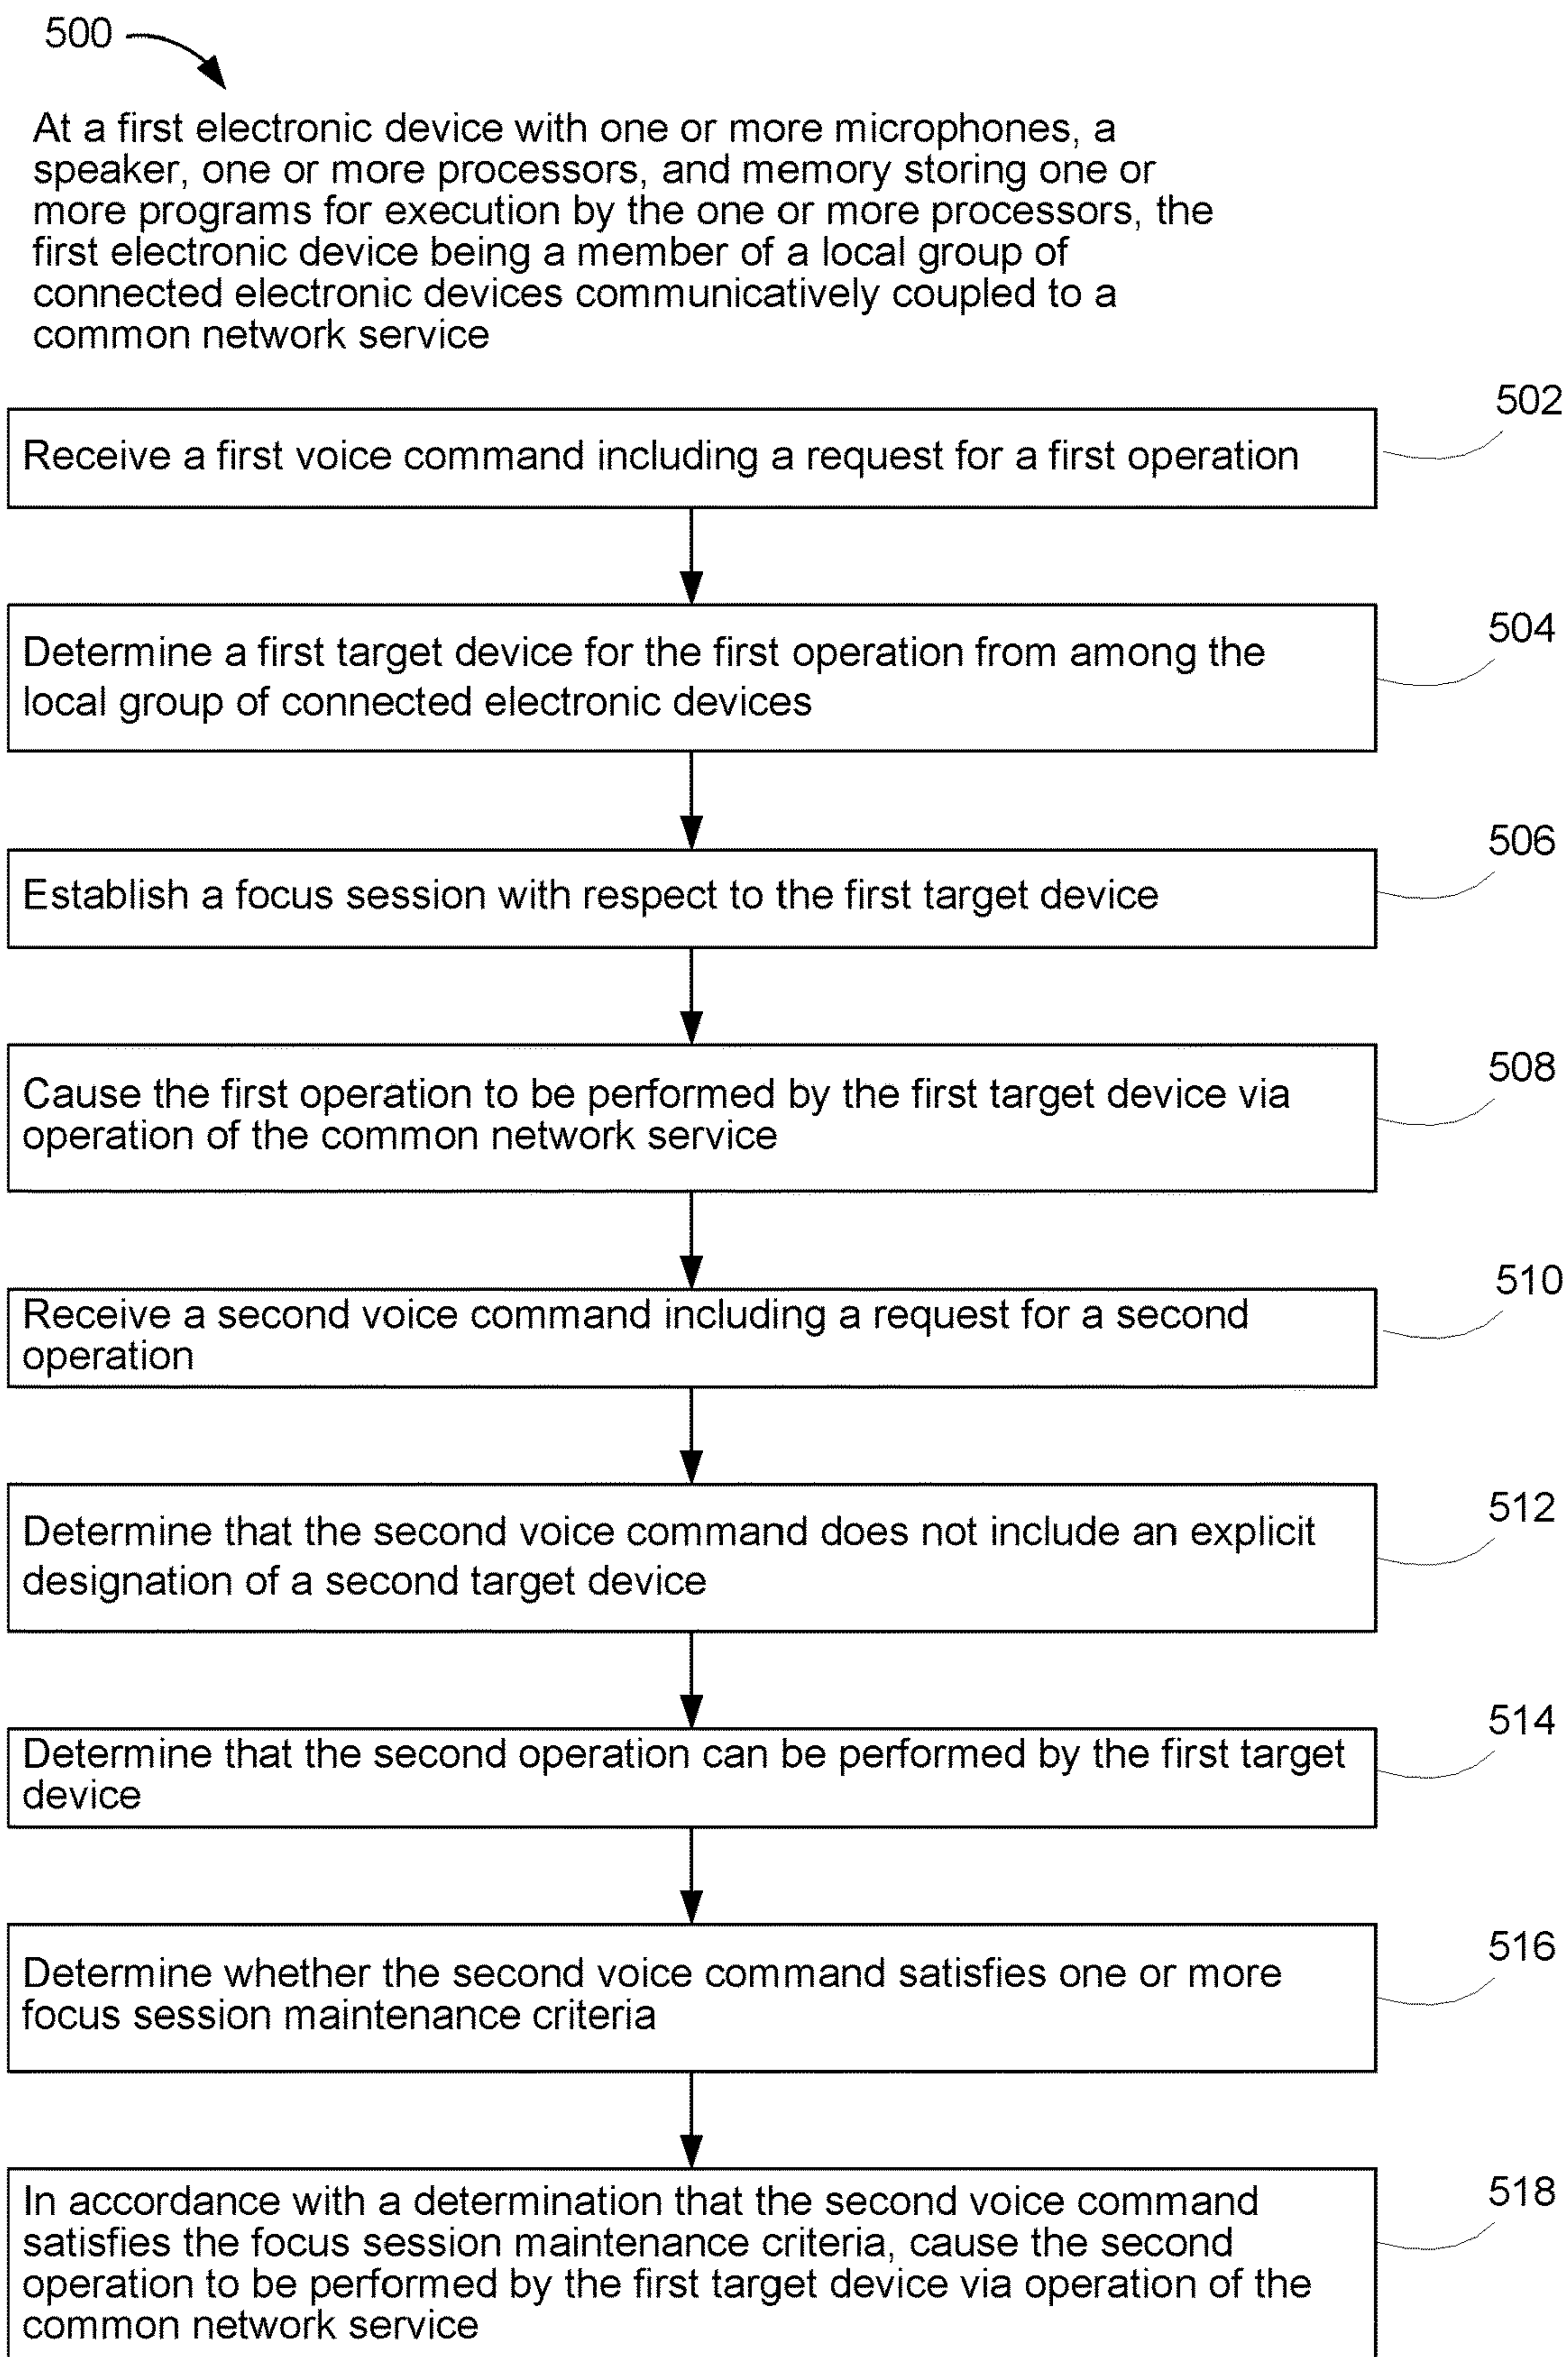 500
At a first electronic device with one or more microphones, a
speaker, one or more processors, and memory storing one or
more programs for execution by the one or more processors, the
first electronic device being a member of a local group of
connected electronic devices communicatively coupled to a
common network service
502
Receive a first voice command including a request for a first operation
504
Determine a first target device for the first operation from among the
local group of connected electronic devices
506
Establish a focus session with respect to the first target device
508
Cause the first operation to be performed by the first target device via
operation of the common network service
510
Receive a second voice command including a request for a second
operation
512
Determine that the second voice command does not include an explicit
designation of a second target device
514
Determine that the second operation can be performed by the first target
device
516
Determine whether the second voice command satisfies one or more
focus session maintenance criteria
518
In accordance with a determination that the second voice command
satisfies the focus session maintenance criteria, cause the second
operation to be performed by the first target device via operation of the
common network service